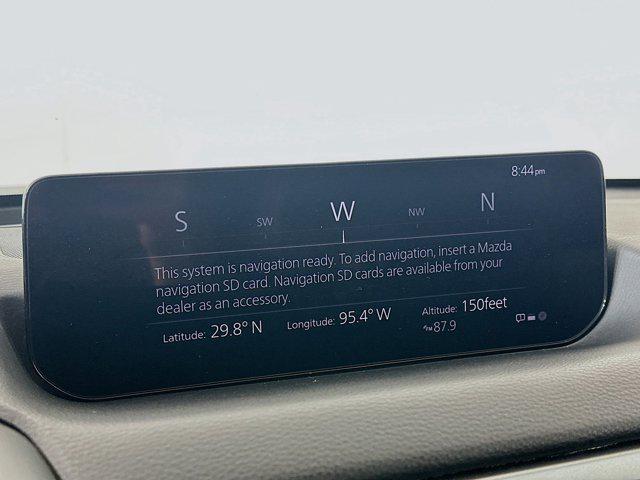 8:44pm
S SW W NW N
This system is navigation ready. To add navigation, insert a Mazda
navigation SD card. Navigation SD cards are available from your
dealer as an accessory.
Latitude: 29.8° N Longitude: 95.4° W Altitude: 150feet
FM 87.9